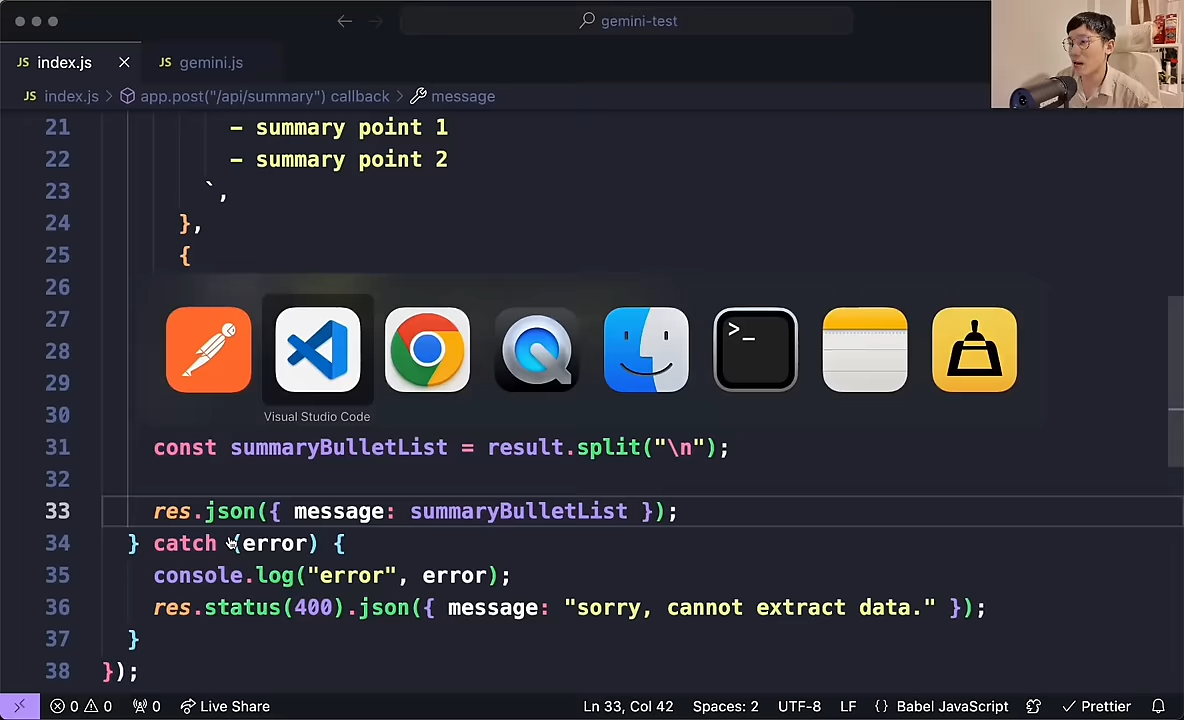 gemini-test
JS index.js
JS gemini.js
JS index.js > app.post("/api/summary") callback > message
21 - summary point 1
22 - summary point 2
23 `,
24 },
25 {
26
27
28
29
30
Visual Studio Code
31 const summaryBulletList = result.split("\n");
32
33 res.json({ message: summaryBulletList });
34 } catch (error) {
35 console.log("error", error);
36 res.status(400).json({ message: "sorry, cannot extract data." });
37 }
38 });
0 0 0 Live Share Ln 33, Col 42 Spaces: 2 UTF-8 LF {} Babel JavaScript Prettier